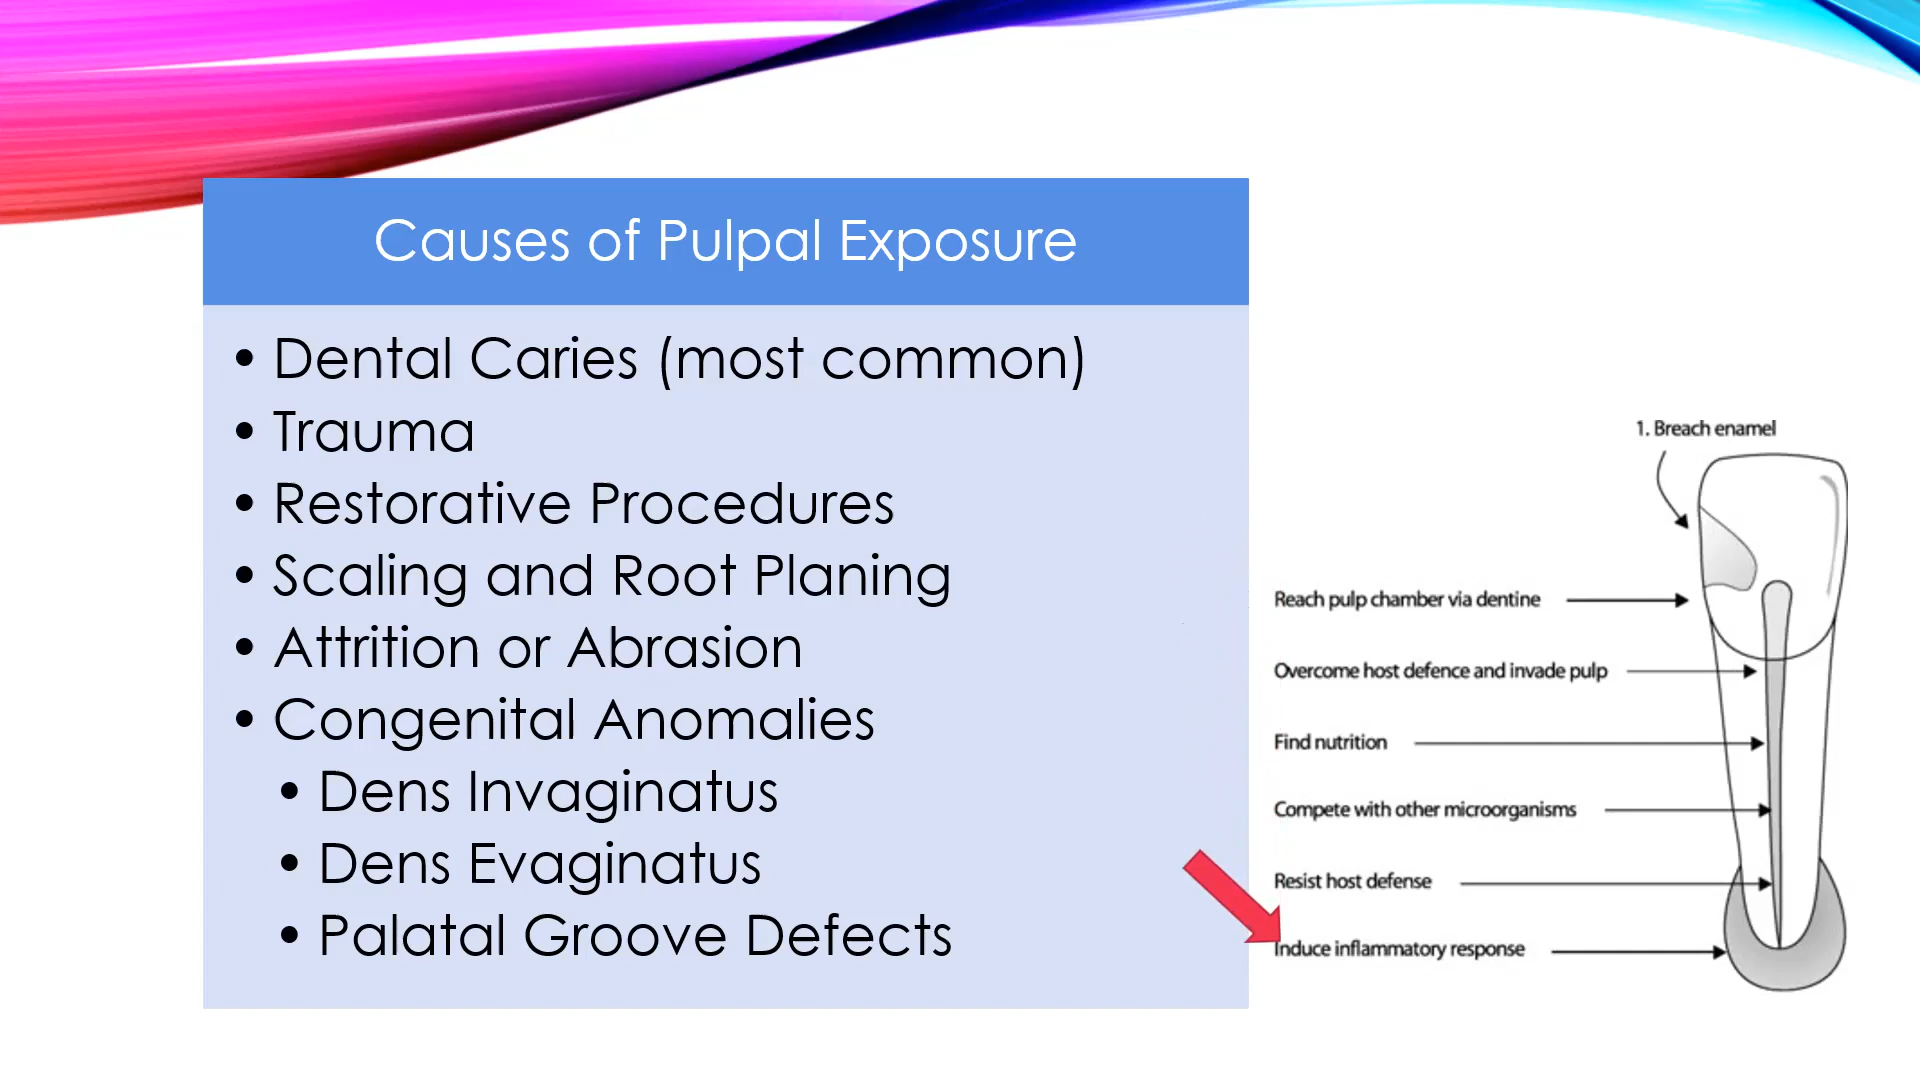 Causes of Pulpal Exposure
• Dental Caries (most common)
• Trauma
• Restorative Procedures
• Scaling and Root Planing
• Attrition or Abrasion
• Congenital Anomalies
• Dens Invaginatus
• Dens Evaginatus
• Palatal Groove Defects
1. Breach enamel
Reach pulp chamber via dentine
Overcome host defence and invade pulp
Find nutrition
Compete with other microorganisms
Resist host defense
Induce inflammatory response